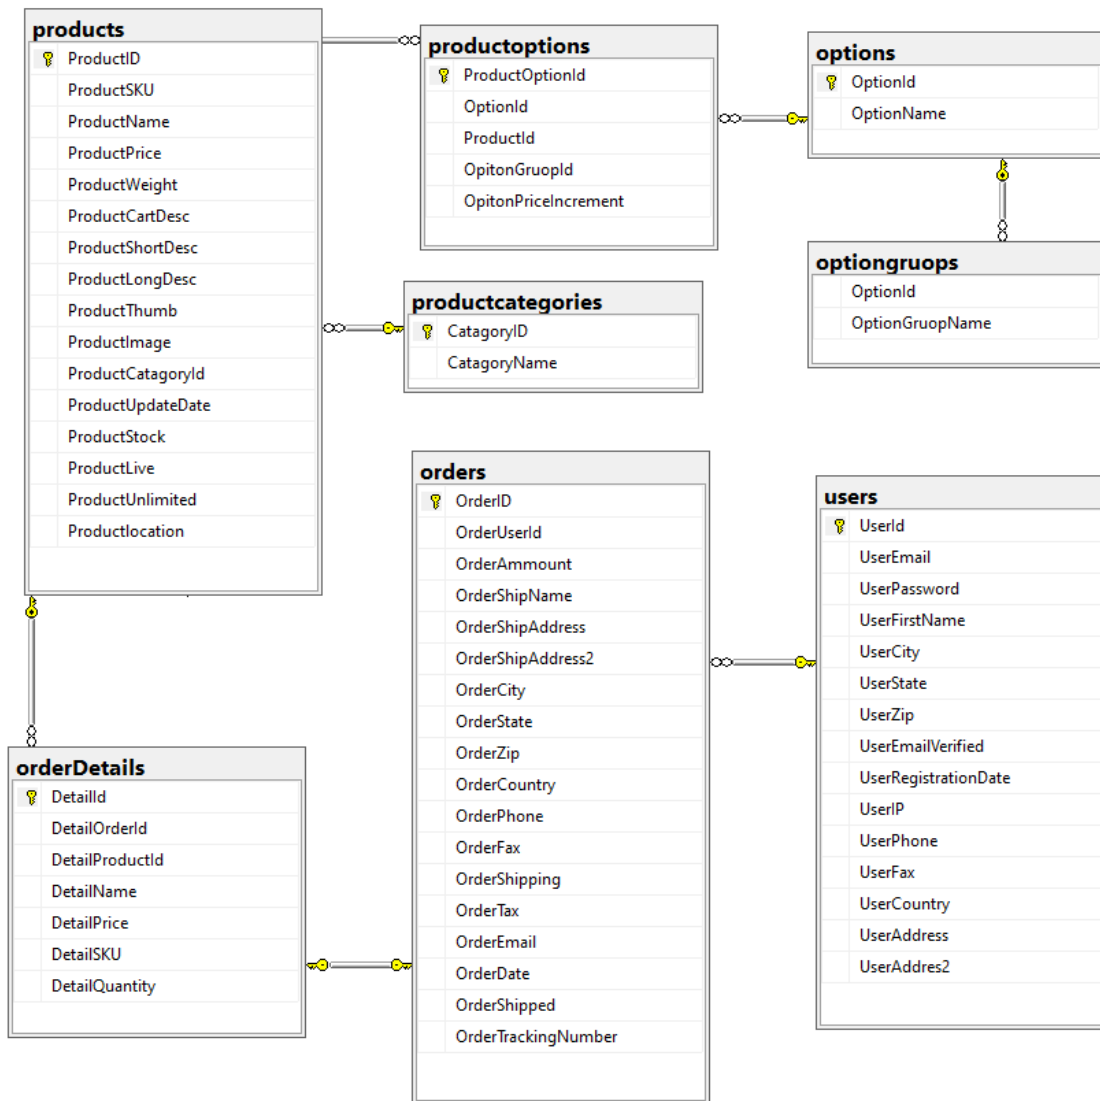 products
ProductID
ProductSKU
ProductName
ProductPrice
ProductWeight
ProductCartDesc
ProductShortDesc
ProductLongDesc
ProductThumb
ProductImage
ProductCatagoryId
ProductUpdateDate
ProductStock
ProductLive
ProductUnlimited
Productlocation
productoptions
ProductOptionId
OptionId
ProductId
OpitonGruopId
OpitonPriceIncrement
options
OptionId
OptionName
optiongruops
OptionId
OptionGruopName
productcategories
CatagoryID
CatagoryName
orders
OrderID
OrderUserId
OrderAmmount
OrderShipName
OrderShipAddress
OrderShipAddress2
OrderCity
OrderState
OrderZip
OrderCountry
OrderPhone
OrderFax
OrderShipping
OrderTax
OrderEmail
OrderDate
OrderShipped
OrderTrackingNumber
users
UserId
UserEmail
UserPassword
UserFirstName
UserCity
UserState
UserZip
UserEmailVerified
UserRegistrationDate
UserIP
UserPhone
UserFax
UserCountry
UserAddress
UserAddres2
orderDetails
DetailId
DetailOrderId
DetailProductId
DetailName
DetailPrice
DetailSKU
DetailQuantity